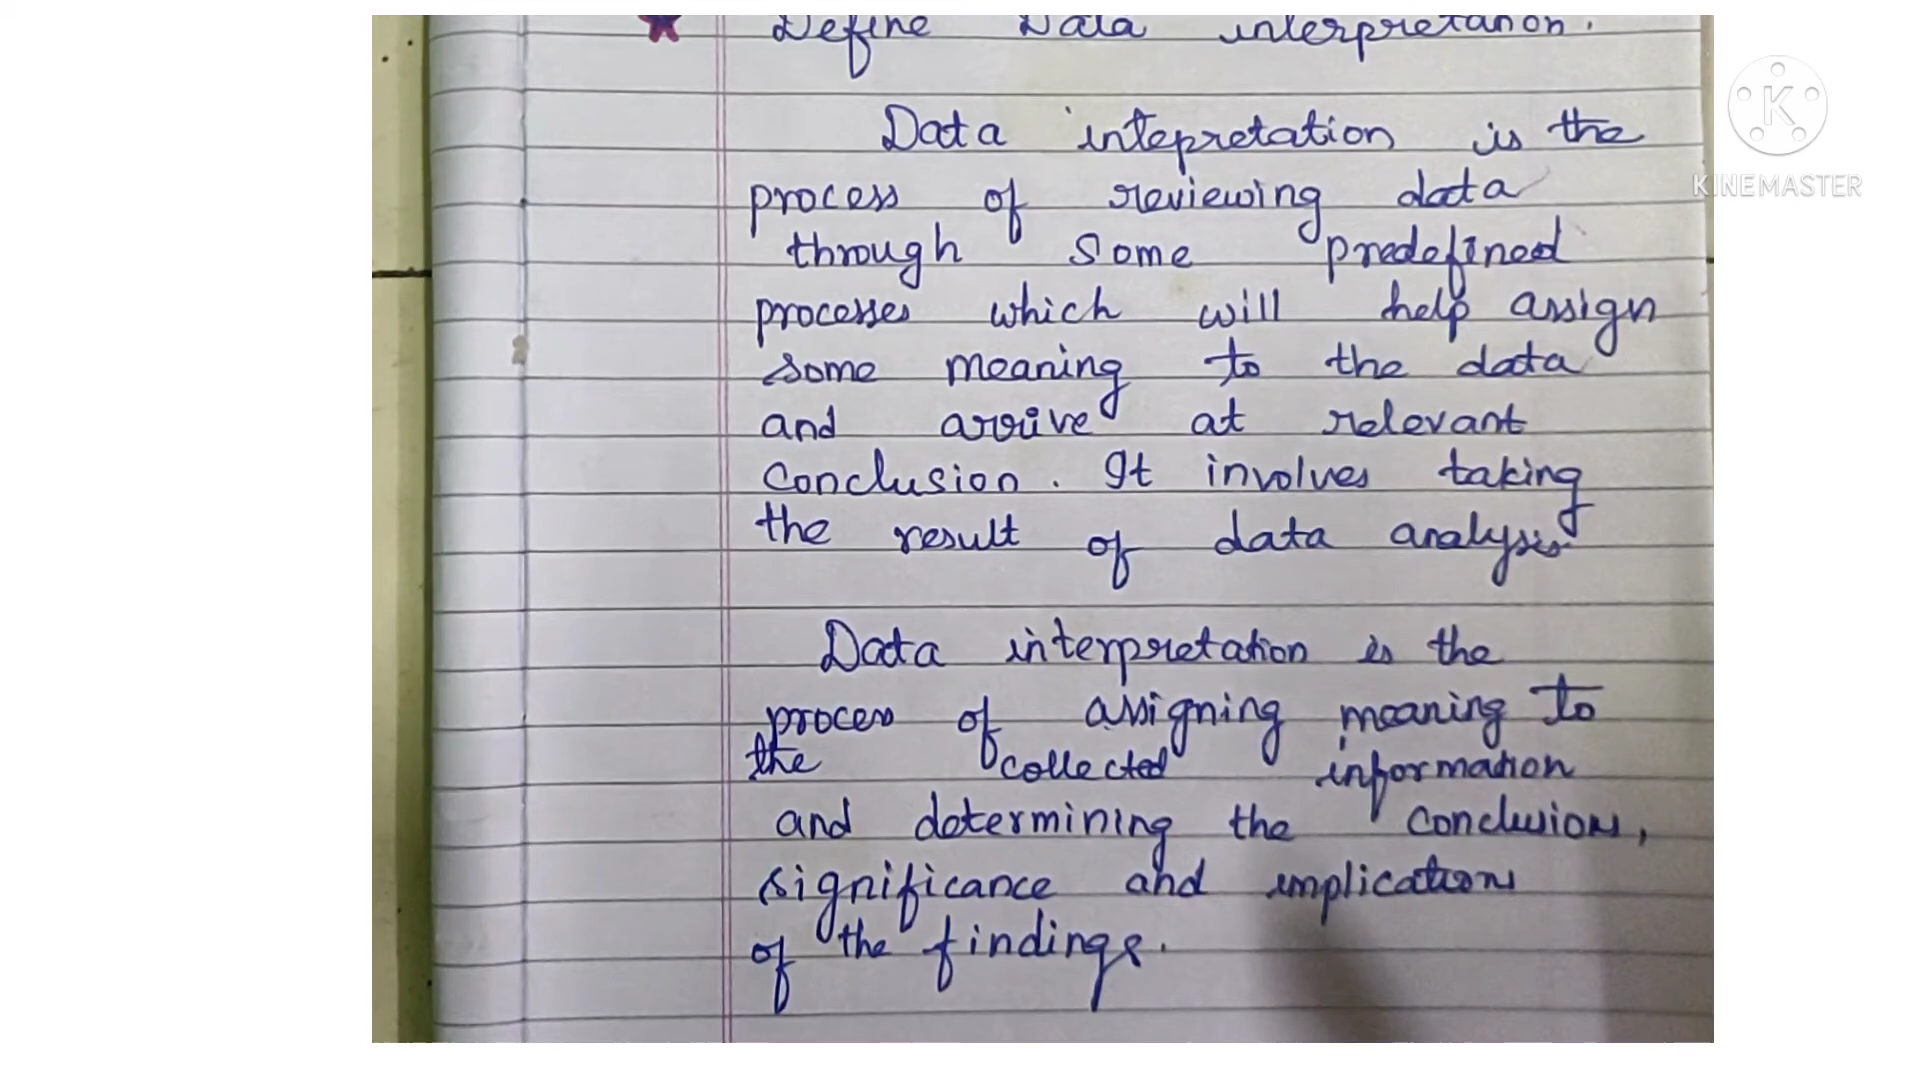 Define Data interpretation.
Data intepretation is the
process of reviewing data
through some predefined
processes which will help assign
some meaning to the data
and arrive at relevant
conclusion. It involves taking
the result of data analysis
Data interpretation is the
process of assigning meaning to
the collected information
and determining the conclusions,
significance and implications
of the findings.
K
KINEMASTER